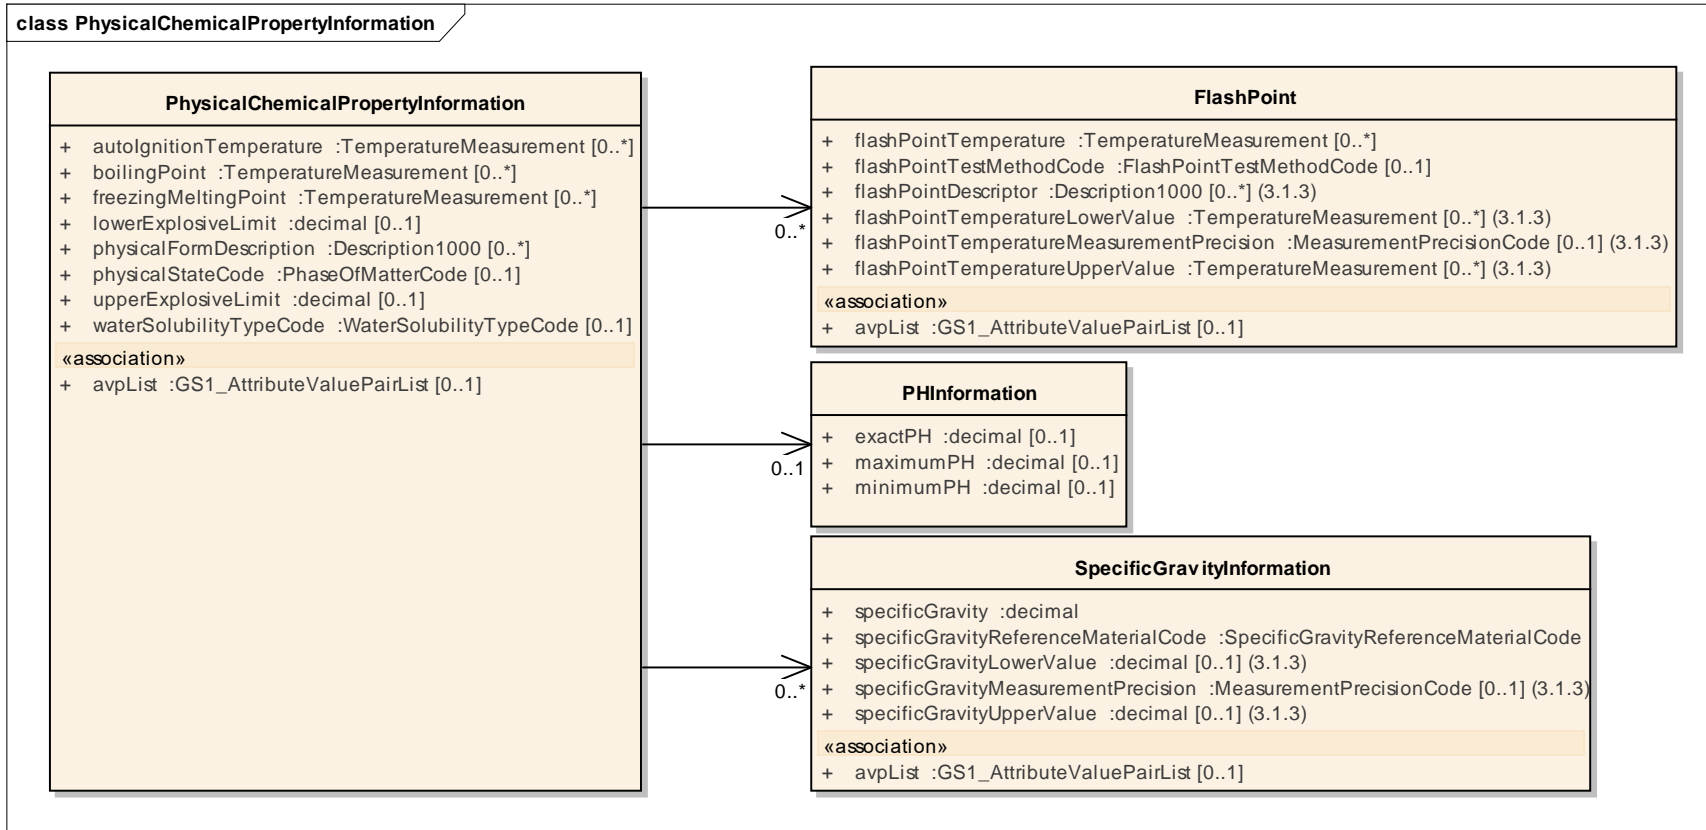 class PhysicalChemicalPropertyInformation
PhysicalChemicalPropertyInformation
+ autoIgnitionTemperature :TemperatureMeasurement [0..*]
+ boilingPoint :TemperatureMeasurement [0..*]
+ freezingMeltingPoint :TemperatureMeasurement [0..*]
+ lowerExplosiveLimit :decimal [0..1]
+ physicalFormDescription :Description1000 [0..*]
+ physicalStateCode :PhaseOfMatterCode [0..1]
+ upperExplosiveLimit :decimal [0..1]
+ waterSolubilityTypeCode :WaterSolubilityTypeCode [0..1]
«association»
+ avpList :GS1_AttributeValuePairList [0..1]
0..*
FlashPoint
+ flashPointTemperature :TemperatureMeasurement [0..*]
+ flashPointTestMethodCode :FlashPointTestMethodCode [0..1]
+ flashPointDescriptor :Description1000 [0..*] (3.1.3)
+ flashPointTemperatureLowerValue :TemperatureMeasurement [0..*] (3.1.3)
+ flashPointTemperatureMeasurementPrecision :MeasurementPrecisionCode [0..1] (3.1.3)
+ flashPointTemperatureUpperValue :TemperatureMeasurement [0..*] (3.1.3)
«association»
+ avpList :GS1_AttributeValuePairList [0..1]
0..1
PHInformation
+ exactPH :decimal [0..1]
+ maximumPH :decimal [0..1]
+ minimumPH :decimal [0..1]
0..*
SpecificGravityInformation
+ specificGravity :decimal
+ specificGravityReferenceMaterialCode :SpecificGravityReferenceMaterialCode
+ specificGravityLowerValue :decimal [0..1] (3.1.3)
+ specificGravityMeasurementPrecision :MeasurementPrecisionCode [0..1] (3.1.3)
+ specificGravityUpperValue :decimal [0..1] (3.1.3)
«association»
+ avpList :GS1_AttributeValuePairList [0..1]